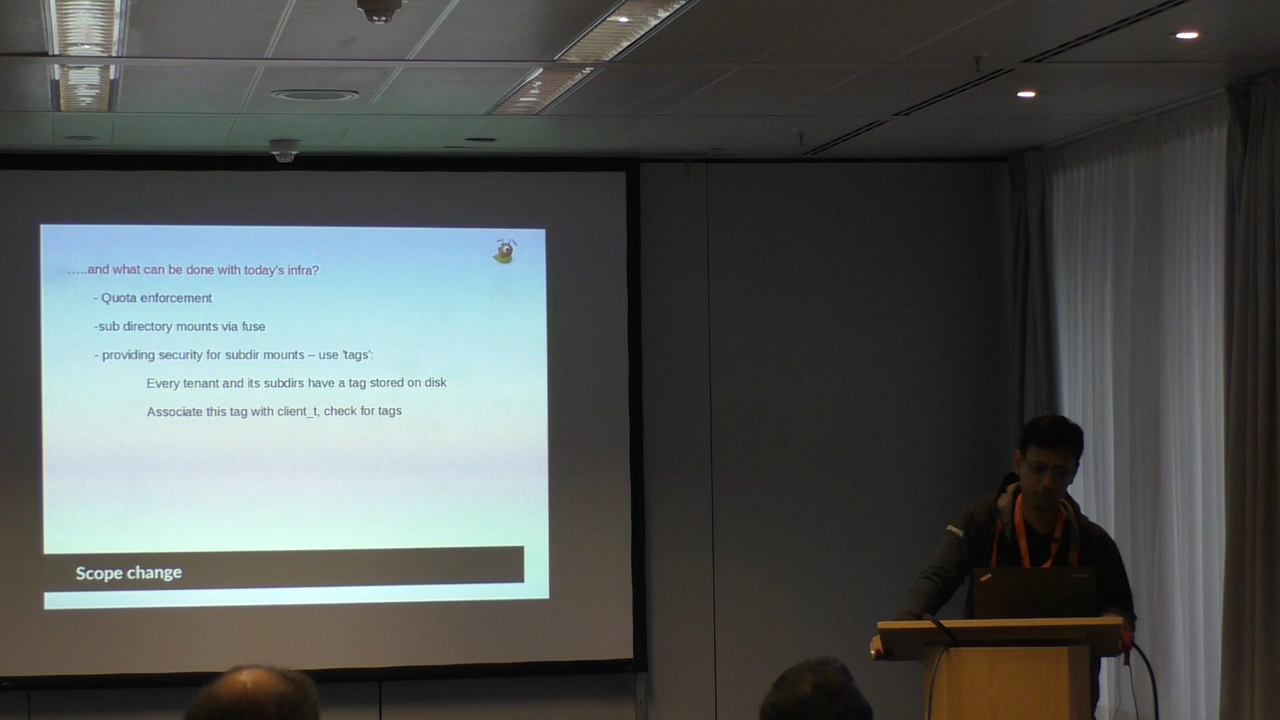 .....and what can be done with today's infra?
- Quota enforcement
-sub directory mounts via fuse
- providing security for subdir mounts – use 'tags':
Every tenant and its subdirs have a tag stored on disk
Associate this tag with client_t, check for tags
Scope change